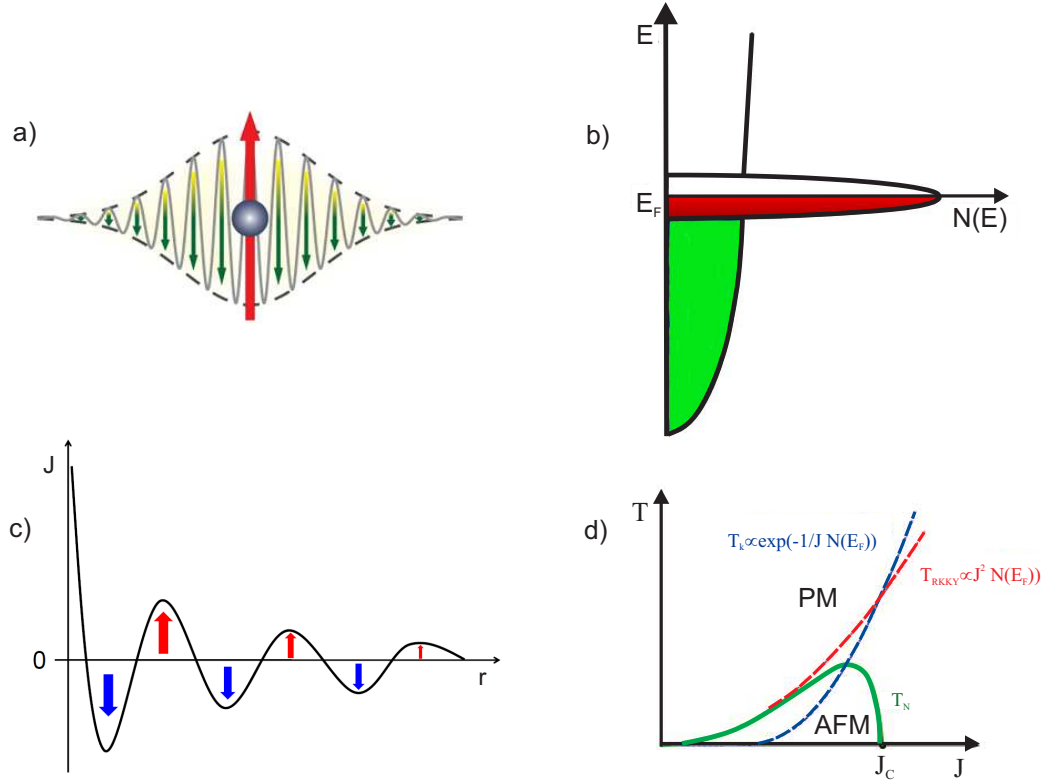 a)
b)
E
E_F
N(E)
c)
J
0
r
d)
T
T_k∝exp(-1/J N(E_F))
T_RKKY∝J² N(E_F))
PM
T_N
AFM
J_C
J